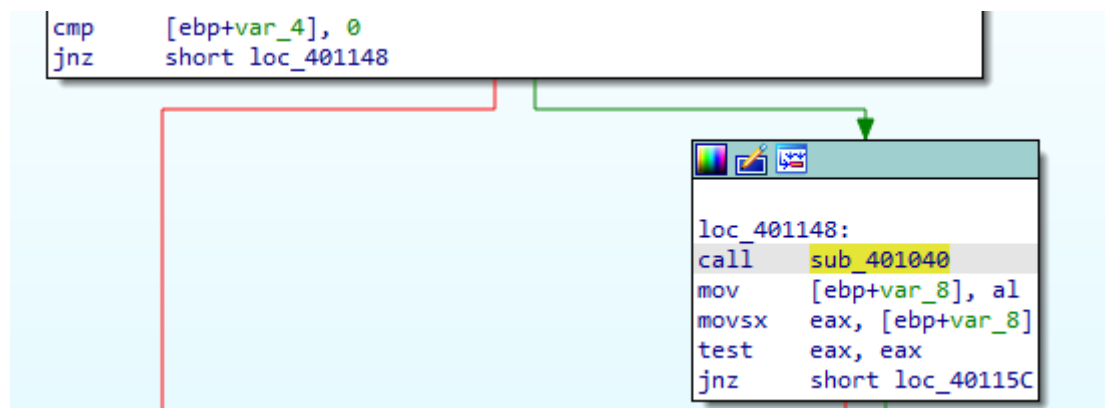 cmp [ebp+var_4], 0
jnz short loc_401148
loc_401148:
call sub_401040
mov [ebp+var_8], al
movsx eax, [ebp+var_8]
test eax, eax
jnz short loc_40115C